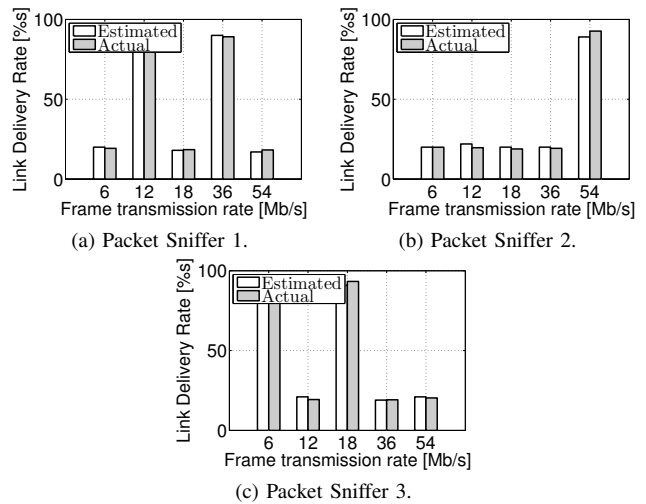 Link Delivery Rate [%s]
100
50
0
Estimated
Actual
6 12 18 36 54
Frame transmission rate [Mb/s]
(a) Packet Sniffer 1.
Link Delivery Rate [%s]
100
50
0
Estimated
Actual
6 12 18 36 54
Frame transmission rate [Mb/s]
(b) Packet Sniffer 2.
Link Delivery Rate [%s]
100
50
0
Estimated
Actual
6 12 18 36 54
Frame transmission rate [Mb/s]
(c) Packet Sniffer 3.